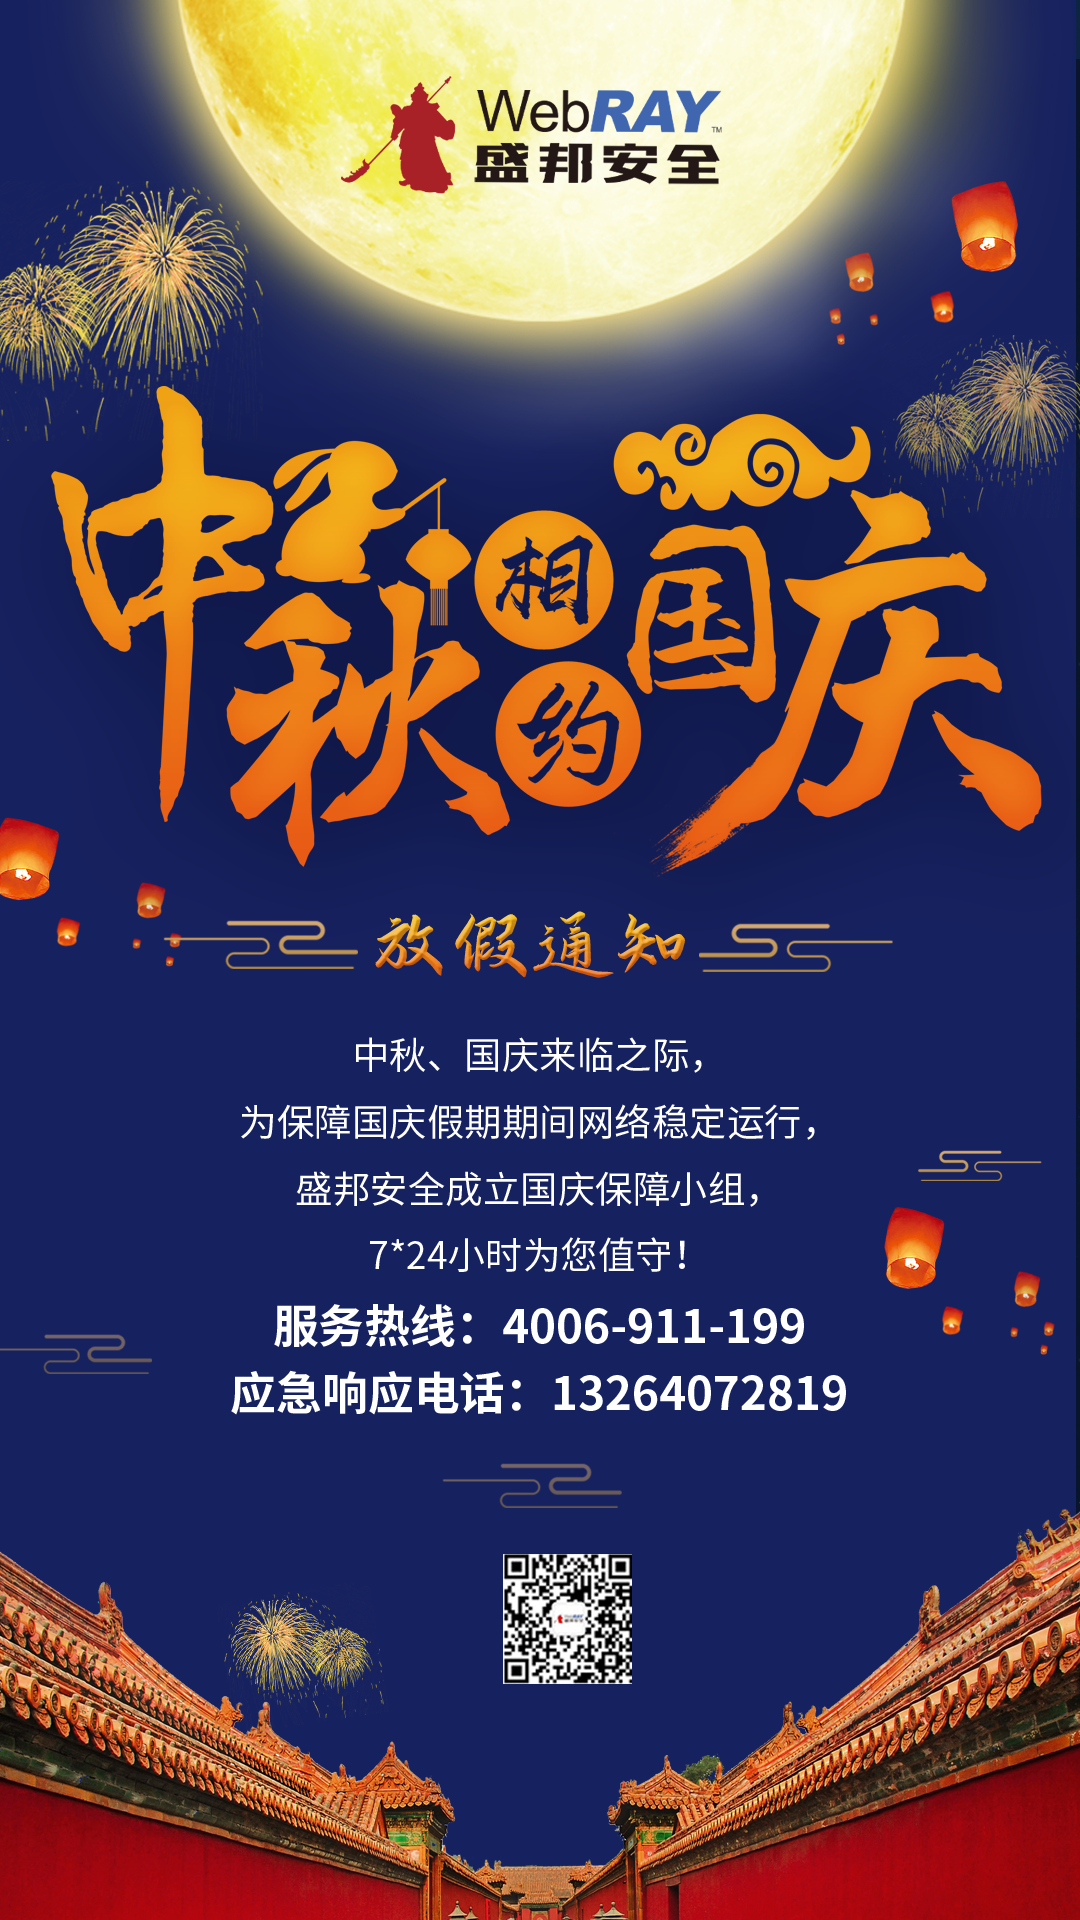 WebRAY™
盛邦安全
中秋
相约
国庆
放假通知
中秋、国庆来临之际，
为保障国庆假期期间网络稳定运行，
盛邦安全成立国庆保障小组，
7*24小时为您值守！
服务热线：4006-911-199
应急响应电话：13264072819